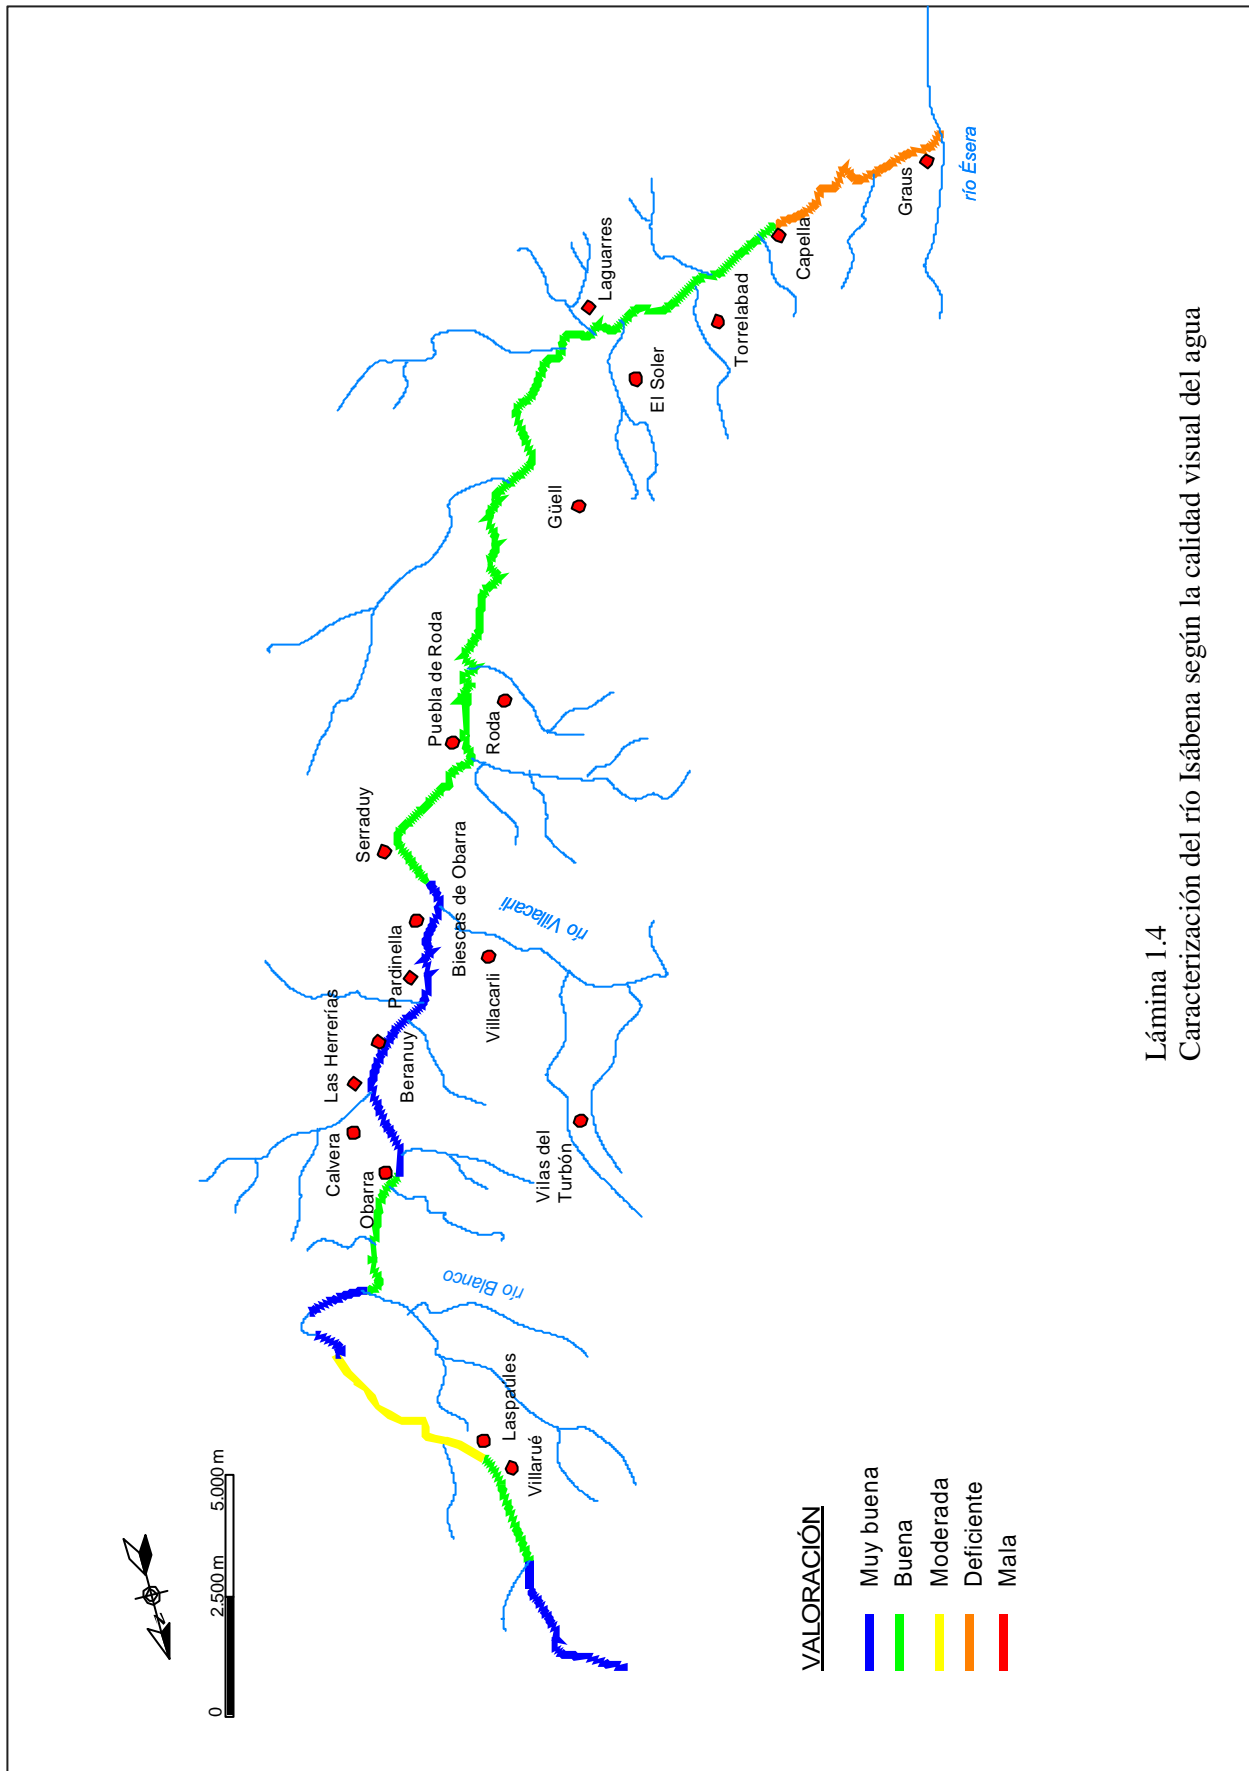 N
0
2.500 m
5.000 m
Villarué
Laspaules
río Blanco
Obarra
Calvera
Las Herrerías
Beranuy
Vilas del
Turbón
Pardinella
Villacarli
Biescas de Obarra
río Villacarli
Serraduy
Puebla de Roda
Roda
Güell
Laguarres
El Soler
Torrelabad
Capella
Graus
río Ésera
VALORACIÓN
Muy buena
Buena
Moderada
Deficiente
Mala
Lámina 1.4
Caracterización del río Isábena según la calidad visual del agua